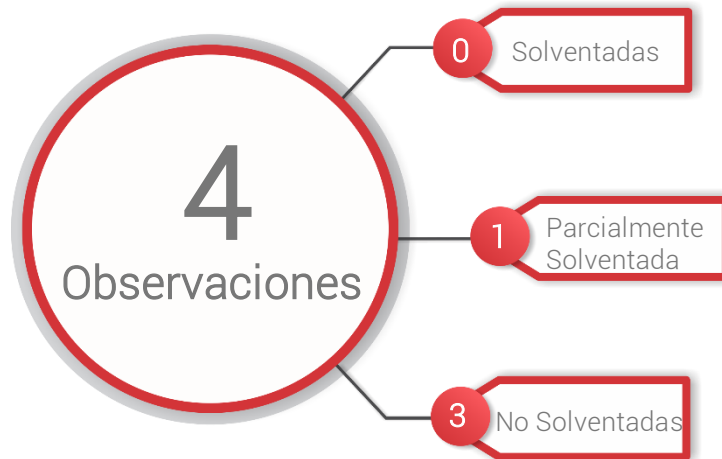 4
Observaciones
0
Solventadas
1
Parcialmente
Solventada
3
No Solventadas